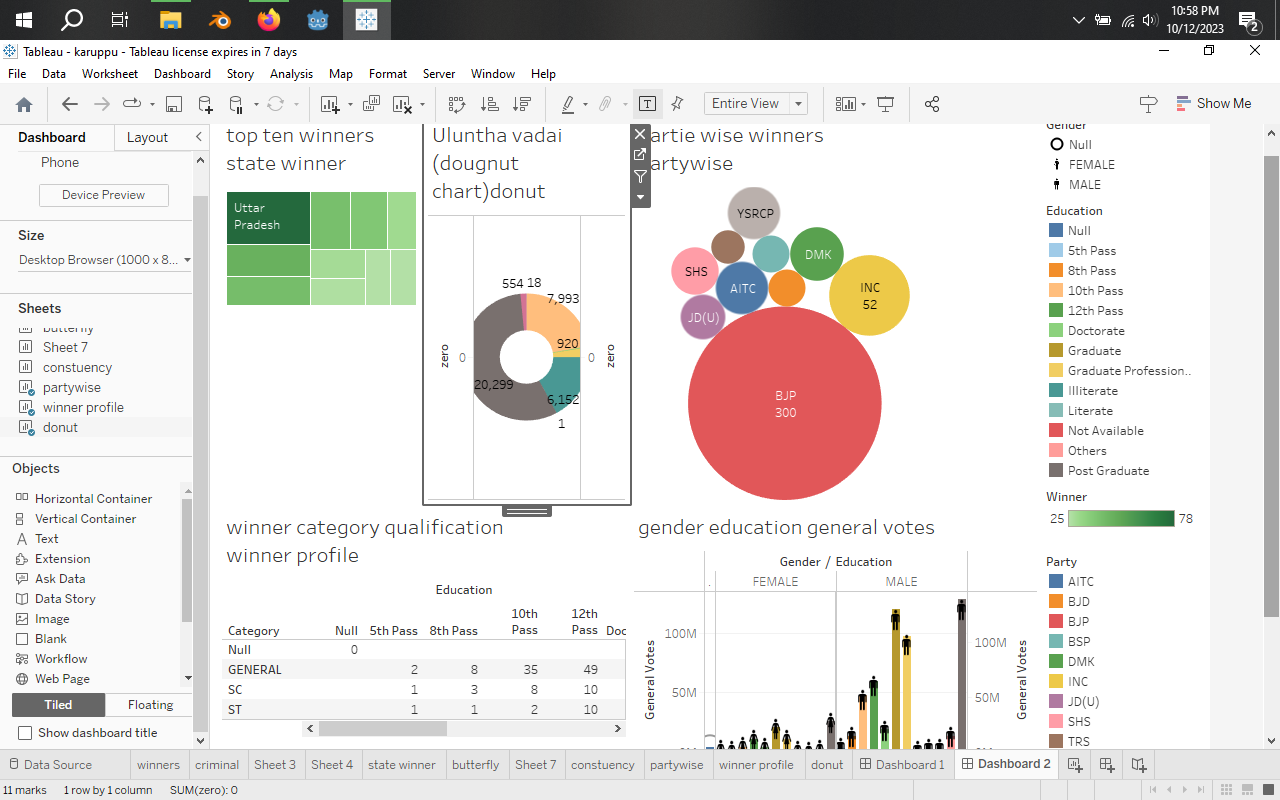 10:58 PM
10/12/2023
2
Tableau - karuppu - Tableau license expires in 7 days
File Data Worksheet Dashboard Story Analysis Map Format Server Window Help
Entire View
Show Me
Dashboard Layout
Phone
Device Preview
Size
Desktop Browser (1000 x 8...
Sheets
butterfly
Sheet 7
constuency
partywise
winner profile
donut
Objects
Horizontal Container
Vertical Container
Text
Extension
Ask Data
Data Story
Image
Blank
Workflow
Web Page
Tiled Floating
Show dashboard title
top ten winners
state winner
Uttar
Pradesh
Uluntha vadai
(dougnut
chart)donut
554 18
7,993
920
zero 0
0 zero
20,299
6,152
1
artie wise winners
artywise
YSRCP
DMK
SHS
AITC
INC
52
JD(U)
BJP
300
Gender
Null
FEMALE
MALE
Education
Null
5th Pass
8th Pass
10th Pass
12th Pass
Doctorate
Graduate
Graduate Profession..
Illiterate
Literate
Not Available
Others
Post Graduate
Winner
25 78
Party
AITC
BJD
BJP
BSP
DMK
INC
JD(U)
SHS
TRS
winner category qualification
winner profile
Education
10th 12th
Category Null 5th Pass 8th Pass Pass Pass Doc
Null 0
GENERAL 2 8 35 49
SC 1 3 8 10
ST 1 1 2 10
gender education general votes
Gender / Education
. FEMALE MALE
General Votes
100M
50M
100M
50M
General Votes
Data Source winners criminal Sheet 3 Sheet 4 state winner butterfly Sheet 7 constuency partywise winner profile donut Dashboard 1 Dashboard 2
11 marks 1 row by 1 column SUM(zero): 0